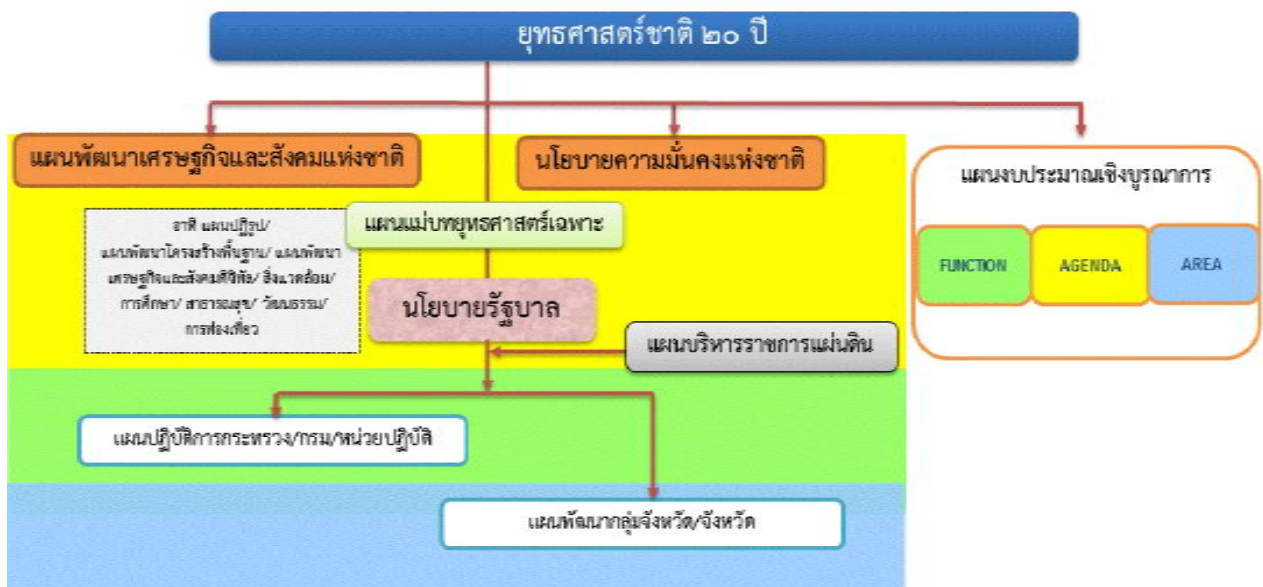 ยุทธศาสตร์ชาติ ๒๐ ปี
แผนพัฒนาเศรษฐกิจและสังคมแห่งชาติ
นโยบายความมั่นคงแห่งชาติ
แผนงบประมาณเชิงบูรณาการ
FUNCTION
AGENDA
AREA
แผนแม่บทยุทธศาสตร์เฉพาะ
อาทิ แผนปฏิรูป/
แผนพัฒนาโครงสร้างพื้นฐาน/ แผนพัฒนา
เศรษฐกิจและสังคมดิจิทัล/ สิ่งแวดล้อม/
การศึกษา/ สาธารณสุข/ วัฒนธรรม/
การท่องเที่ยว
นโยบายรัฐบาล
แผนบริหารราชการแผ่นดิน
แผนปฏิบัติการกระทรวง/กรม/หน่วยปฏิบัติ
แผนพัฒนากลุ่มจังหวัด/จังหวัด